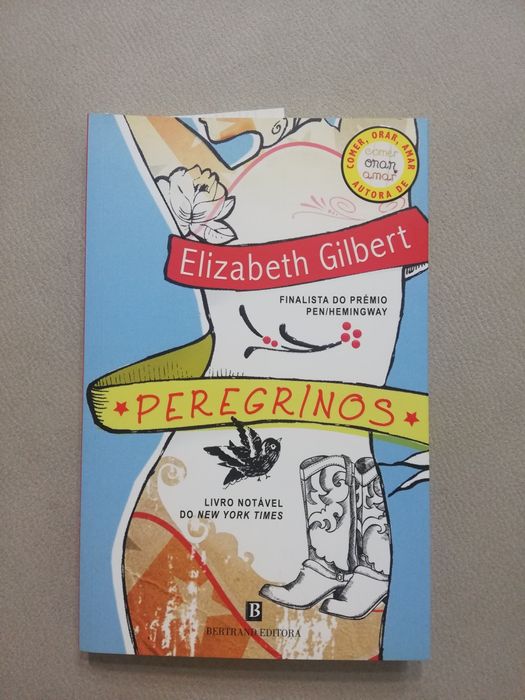 COMER, ORAR, AMAR
comer
orar,
amar
AUTORA DE
Elizabeth Gilbert
FINALISTA DO PRÉMIO
PEN/HEMINGWAY
PEREGRINOS
LIVRO NOTÁVEL
DO NEW YORK TIMES
B
BERTRAND EDITORA